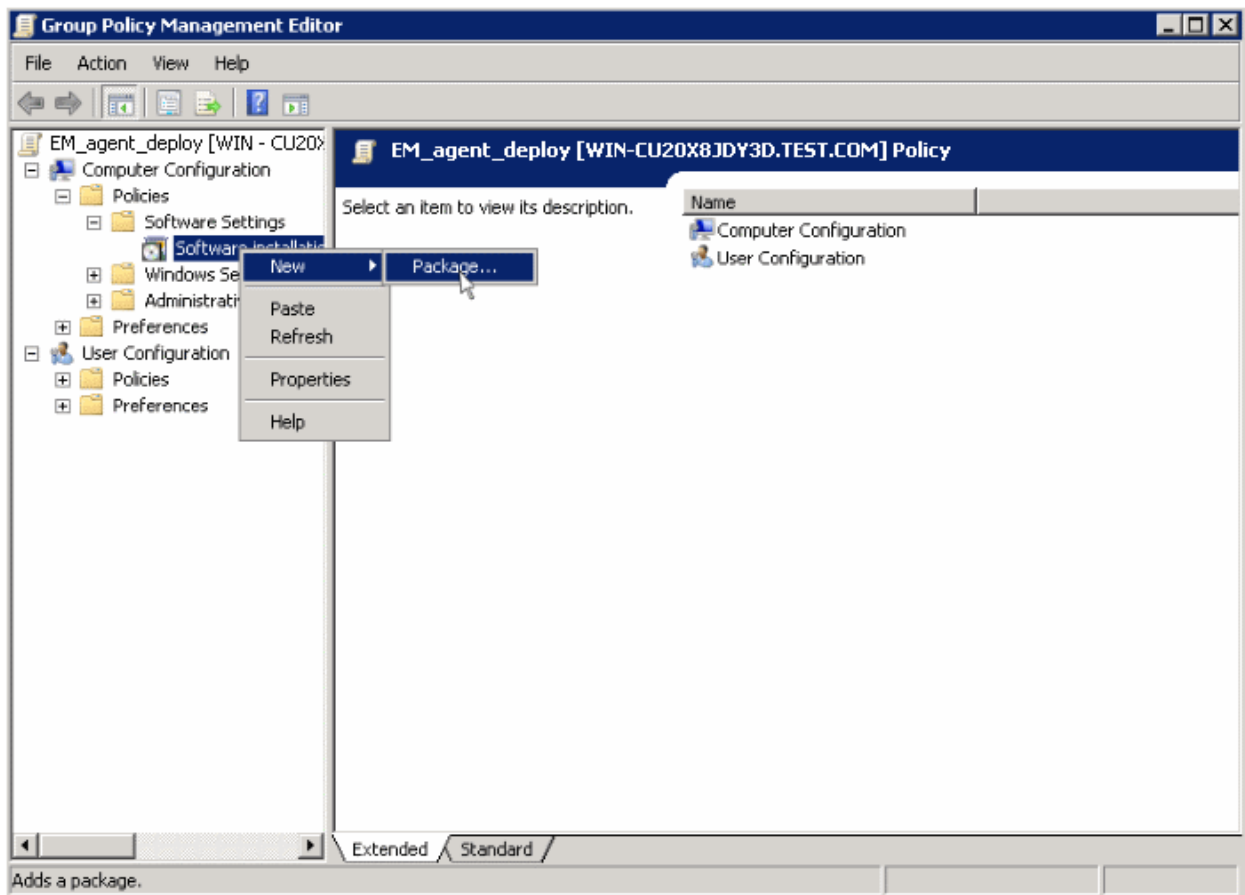 Group Policy Management Editor
File Action View Help
EM_agent_deploy [WIN - CU20X
Computer Configuration
Policies
Software Settings
Software installatio
Windows Se
Administrativ
Preferences
User Configuration
Policies
Preferences
New
Package...
Paste
Refresh
Properties
Help
EM_agent_deploy [WIN-CU20X8JDY3D.TEST.COM] Policy
Select an item to view its description.
Name
Computer Configuration
User Configuration
Extended Standard
Adds a package.